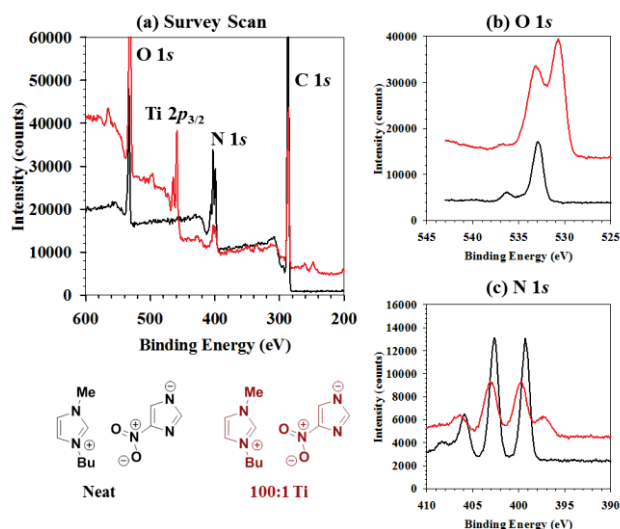 (a) Survey Scan
60000
50000
40000
30000
20000
10000
0
600
500
400
300
200
Intensity (counts)
Binding Energy (eV)
O 1s
Ti 2p3/2
N 1s
C 1s
(b) O 1s
40000
30000
20000
10000
0
545
540
535
530
525
Intensity (counts)
Binding Energy (eV)
(c) N 1s
16000
14000
12000
10000
8000
6000
4000
2000
0
410
405
400
395
390
Intensity (counts)
Binding Energy (eV)
Me
N
N
+
Bu
O
N
+
O
−
N
−
N
Neat
Me
N
N
+
Bu
O
N
+
O
−
N
−
N
100:1 Ti